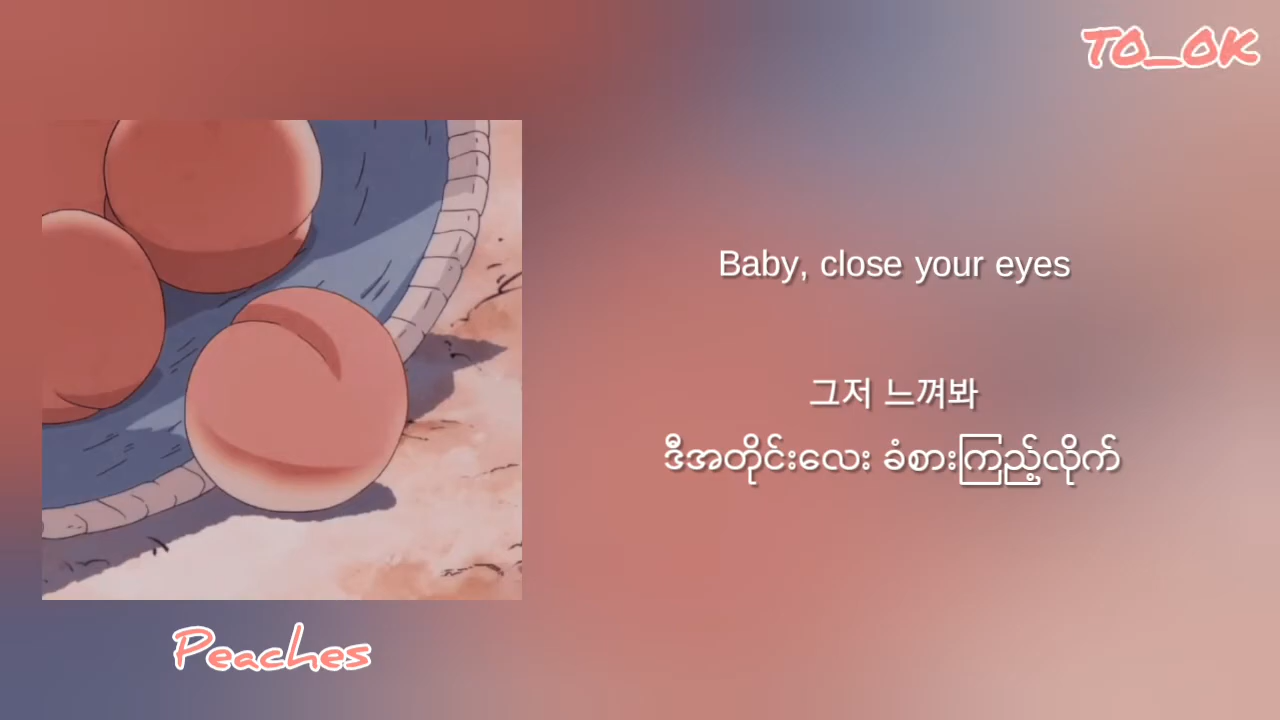 TO_OK
Baby, close your eyes
그저 느껴봐
ဒီအတိုင်းလေး ခံစားကြည့်လိုက်
Peaches